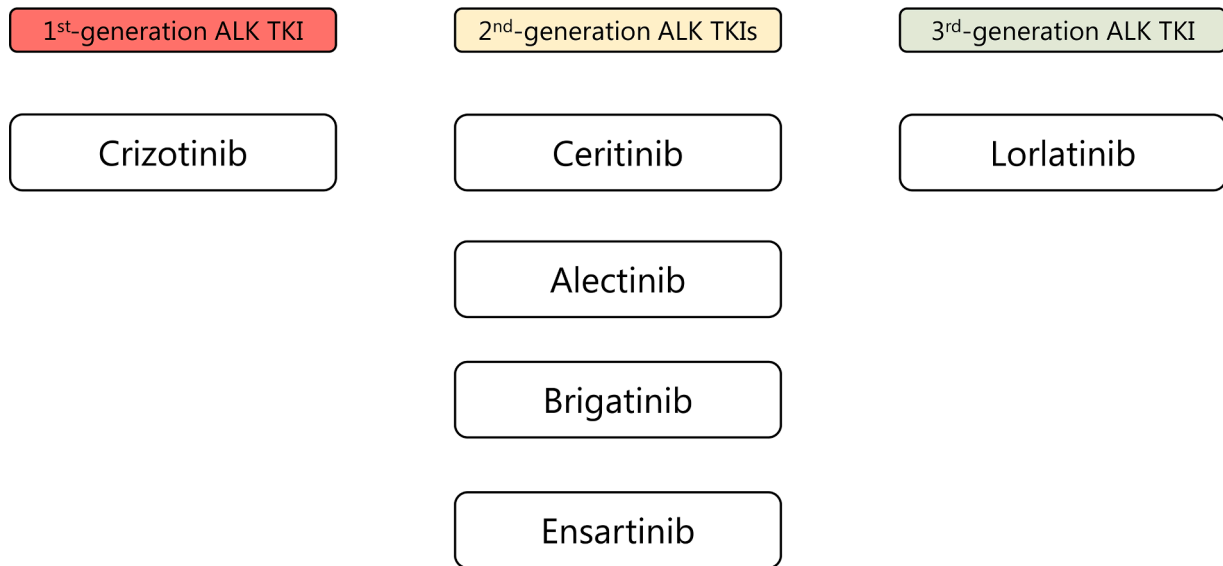 1st-generation ALK TKI
2nd-generation ALK TKIs
3rd-generation ALK TKI
Crizotinib
Ceritinib
Lorlatinib
Alectinib
Brigatinib
Ensartinib